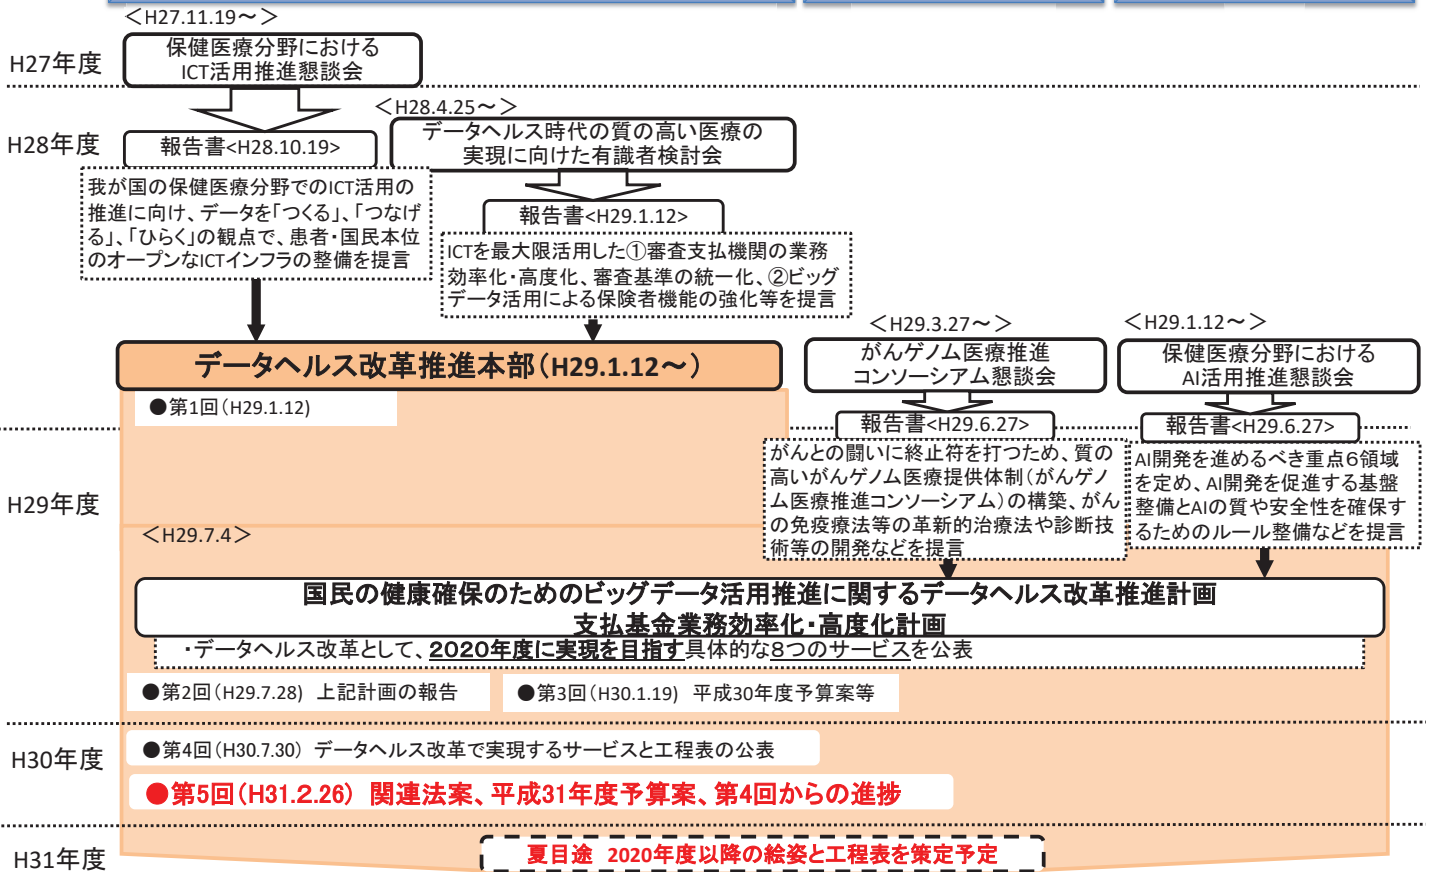 <H27.11.19～>
H27年度
保健医療分野における
ICT活用推進懇談会
H28年度
報告書<H28.10.19>
我が国の保健医療分野でのICT活用の
推進に向け、データを「つくる」、「つなげ
る」、「ひらく」の観点で、患者・国民本位
のオープンなICTインフラの整備を提言
<H28.4.25～>
データヘルス時代の質の高い医療の
実現に向けた有識者検討会
報告書<H29.1.12>
ICTを最大限活用した①審査支払機関の業務
効率化・高度化、審査基準の統一化、②ビッグ
データ活用による保険者機能の強化等を提言
データヘルス改革推進本部（H29.1.12～）
●第1回（H29.1.12)
<H29.3.27～>
がんゲノム医療推進
コンソーシアム懇談会
報告書<H29.6.27>
がんとの闘いに終止符を打つため、質の
高いがんゲノム医療提供体制（がんゲノ
ム医療推進コンソーシアム）の構築、がん
の免疫療法等の革新的治療法や診断技
術等の開発などを提言
<H29.1.12～>
保健医療分野における
AI活用推進懇談会
報告書<H29.6.27>
AI開発を進めるべき重点６領域
を定め、AI開発を促進する基盤
整備とAIの質や安全性を確保す
るためのルール整備などを提言
H29年度
<H29.7.4>
国民の健康確保のためのビッグデータ活用推進に関するデータヘルス改革推進計画
支払基金業務効率化・高度化計画
・データヘルス改革として、２０２０年度に実現を目指す具体的な８つのサービスを公表
●第2回（H29.7.28） 上記計画の報告
●第3回（H30.1.19) 平成30年度予算案等
H30年度
●第4回（H30.7.30） データヘルス改革で実現するサービスと工程表の公表
●第5回（H31.2.26） 関連法案、平成31年度予算案、第4回からの進捗
H31年度
夏目途 2020年度以降の絵姿と工程表を策定予定